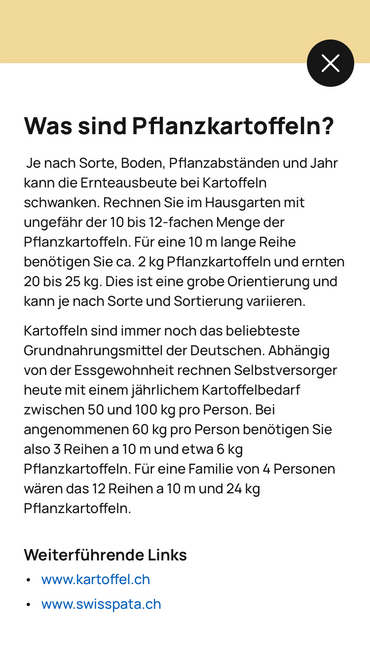 Was sind Pflanzkartoffeln?
Je nach Sorte, Boden, Pflanzabständen und Jahr
kann die Ernteausbeute bei Kartoffeln
schwanken. Rechnen Sie im Hausgarten mit
ungefähr der 10 bis 12-fachen Menge der
Pflanzkartoffeln. Für eine 10 m lange Reihe
benötigen Sie ca. 2 kg Pflanzkartoffeln und ernten
20 bis 25 kg. Dies ist eine grobe Orientierung und
kann je nach Sorte und Sortierung variieren.
Kartoffeln sind immer noch das beliebteste
Grundnahrungsmittel der Deutschen. Abhängig
von der Essgewohnheit rechnen Selbstversorger
heute mit einem jährlichem Kartoffelbedarf
zwischen 50 und 100 kg pro Person. Bei
angenommenen 60 kg pro Person benötigen Sie
also 3 Reihen a 10 m und etwa 6 kg
Pflanzkartoffeln. Für eine Familie von 4 Personen
wären das 12 Reihen a 10 m und 24 kg
Pflanzkartoffeln.
Weiterführende Links
• www.kartoffel.ch
• www.swisspata.ch